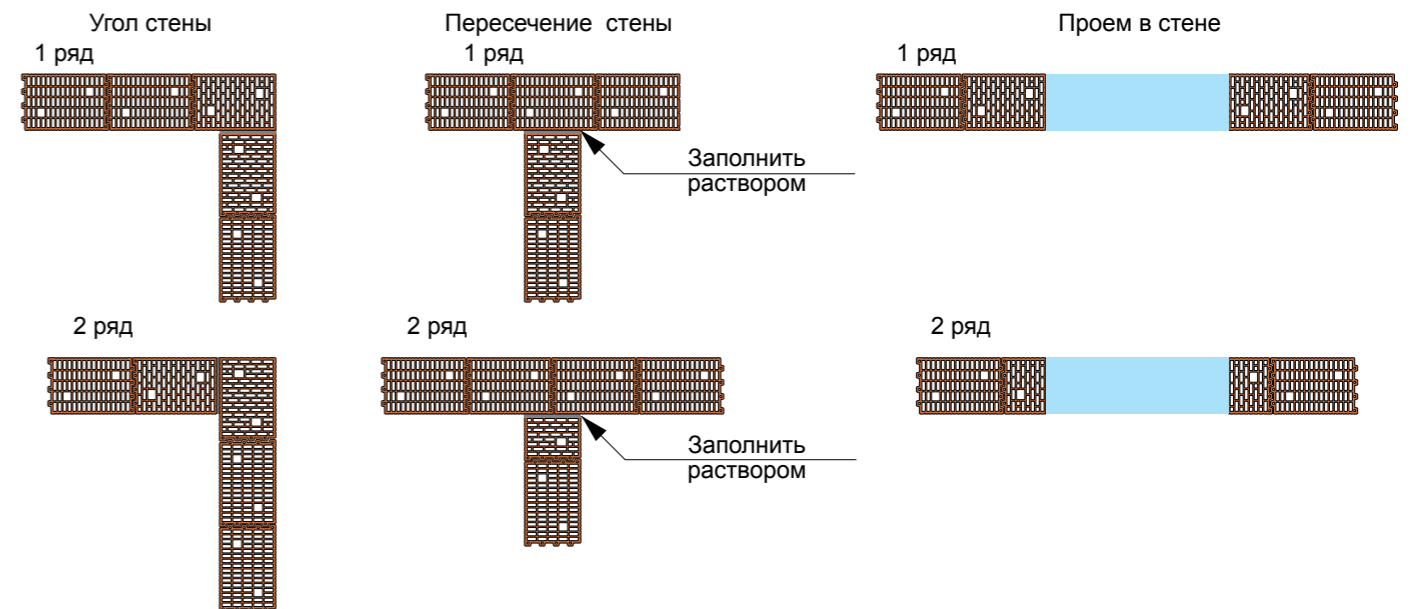 Угол стены
1 ряд
Пересечение стены
1 ряд
Заполнить
раствором
Проем в стене
1 ряд
2 ряд
2 ряд
Заполнить
раствором
2 ряд